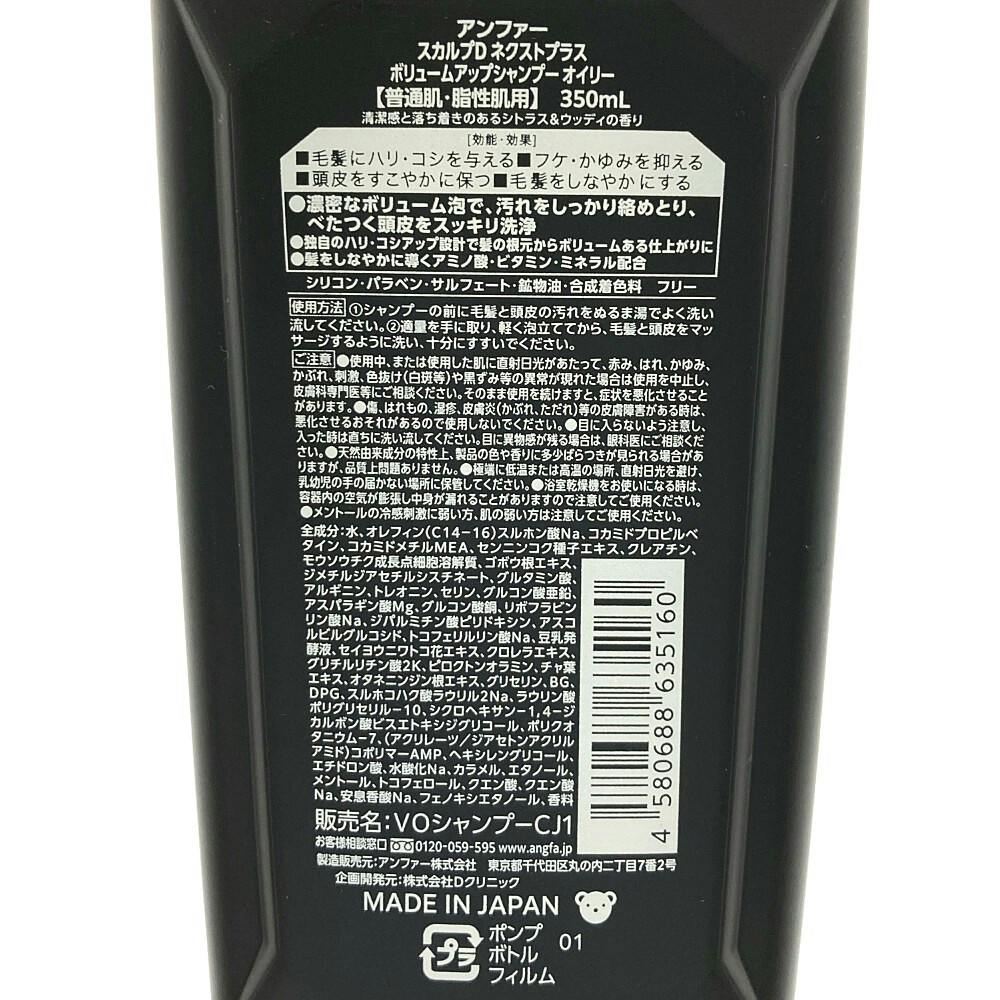 アンファー
スカルプD ネクストプラス
ボリュームアップシャンプー オイリー
【普通肌・脂性肌用】 350mL
清潔感と落ち着きのあるシトラス&ウッディの香り
[効能・効果]
■毛髪にハリ・コシを与える■フケ・かゆみを抑える
■頭皮をすこやかに保つ■毛髪をしなやかにする
●濃密なボリューム泡で、汚れをしっかり絡めとり、
べたつく頭皮をスッキリ洗浄
●独自のハリ・コシアップ設計で髪の根元からボリュームある仕上がりに
●髪をしなやかに導くアミノ酸・ビタミン・ミネラル配合
シリコン・パラベン・サルフェート・鉱物油・合成着色料 フリー
使用方法 ①シャンプーの前に毛髪と頭皮の汚れをぬるま湯でよく洗い
流してください。②適量を手に取り、軽く泡立ててから、毛髪と頭皮をマッ
サージするように洗い、十分にすすいでください。
ご注意 ●使用中、または使用した肌に直射日光があたって、赤み、はれ、かゆみ、
かぶれ、刺激、色抜け(白斑等)や黒ずみ等の異常が現れた場合は使用を中止し、
皮膚科専門医等にご相談ください。そのまま使用を続けますと、症状を悪化させること
があります。●傷、はれもの、湿疹、皮膚炎(かぶれ、ただれ)等の皮膚障害がある時は、
悪化させるおそれがあるので使用しないでください。●目に入らないよう注意し、
入った時は直ちに洗い流してください。目に異物感が残る場合は、眼科医にご相談くだ
さい。●天然由来成分の特性上、製品の色や香りに多少ばらつきが見られる場合があ
りますが、品質上問題ありません。●極端に低温または高温の場所、直射日光を避け、
乳幼児の手の届かない場所に保管してください。●浴室乾燥機をお使いになる時は、
容器内の空気が膨張し中身が漏れることがありますので注意してご使用ください。
●メントールの冷感刺激に弱い方、肌の弱い方は注意してご使用ください。
全成分:水、オレフィン(C14-16)スルホン酸Na、コカミドプロピルベ
タイン、コカミドメチルMEA、センニンコク種子エキス、クレアチン、
モウソウチク成長点細胞溶解質、ゴボウ根エキス、
ジメチルジアセチルシスチネート、グルタミン酸、
アルギニン、トレオニン、セリン、グルコン酸亜鉛、
アスパラギン酸Mg、グルコン酸銅、リボフラビン
リン酸Na、ジパルミチン酸ピリドキシン、アスコ
ルビルグルコシド、トコフェリルリン酸Na、豆乳発
酵液、セイヨウニワトコ花エキス、クロレラエキス、
グリチルリチン酸2K、ピロクトンオラミン、チャ葉
エキス、オタネニンジン根エキス、グリセリン、BG、
DPG、スルホコハク酸ラウリル2Na、ラウリン酸
ポリグリセリル-10、シクロヘキサン-1,4-ジ
カルボン酸ビスエトキシジグリコール、ポリクオ
タニウム-7、(アクリレーツ/ジアセトンアクリル
アミド)コポリマーAMP、ヘキシレングリコール、
エチドロン酸、水酸化Na、カラメル、エタノール、
メントール、トコフェロール、クエン酸、クエン酸
Na、安息香酸Na、フェノキシエタノール、香料
4 580688 635160
販売名:VOシャンプーCJ1
お客様相談窓口 0120-059-595 www.angfa.jp
製造販売元:アンファー株式会社 東京都千代田区丸の内二丁目7番2号
企画開発元:株式会社Dクリニック
MADE IN JAPAN
プラ
ポンプ
ボトル
フィルム
01